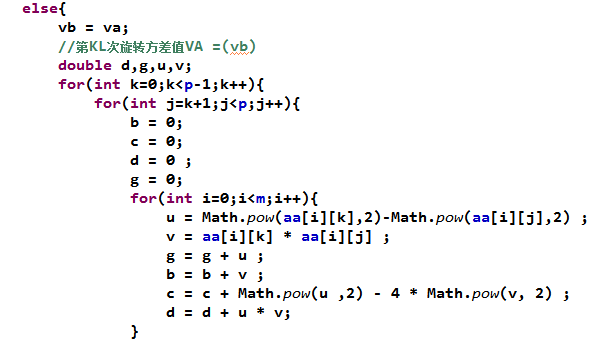 else{
vb = va;
//第KL次旋转方差值VA =(vb)
double d,g,u,v;
for(int k=0;k<p-1;k++){
for(int j=k+1;j<p;j++){
b = 0;
c = 0;
d = 0 ;
g = 0;
for(int i=0;i<m;i++){
u = Math.pow(aa[i][k],2)-Math.pow(aa[i][j],2) ;
v = aa[i][k] * aa[i][j] ;
g = g + u ;
b = b + v ;
c = c + Math.pow(u ,2) - 4 * Math.pow(v, 2) ;
d = d + u * v;
}